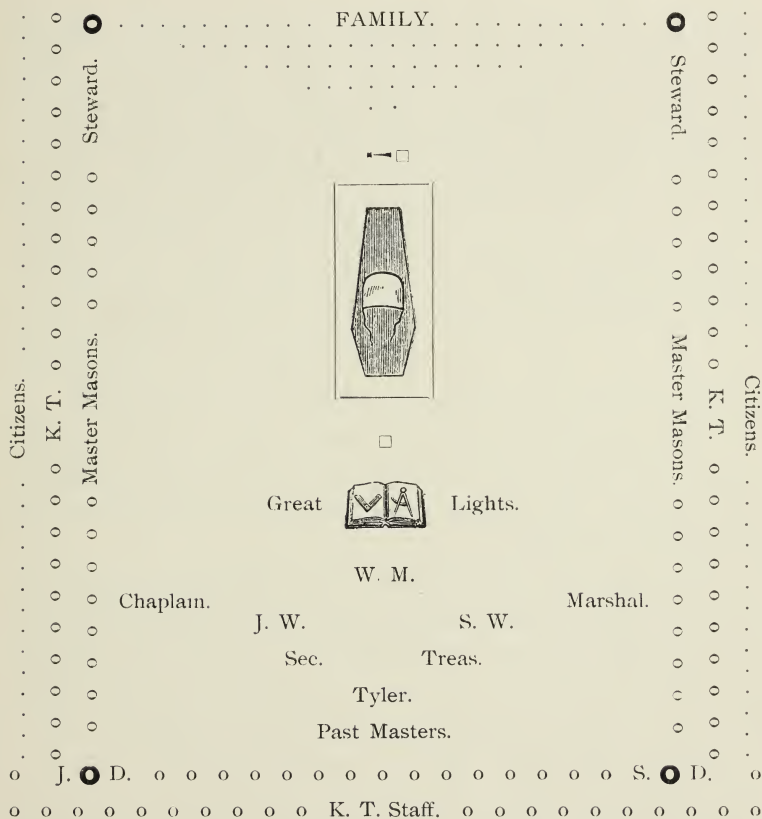 FAMILY.
Steward.
Steward.
Citizens.
K. T.
Master Masons.
Master Masons.
K. T.
Citizens.
Great Lights.
W. M.
Chaplain. Marshal.
J. W. S. W.
Sec. Treas.
Tyler.
Past Masters.
J. D. S. D.
K. T. Staff.